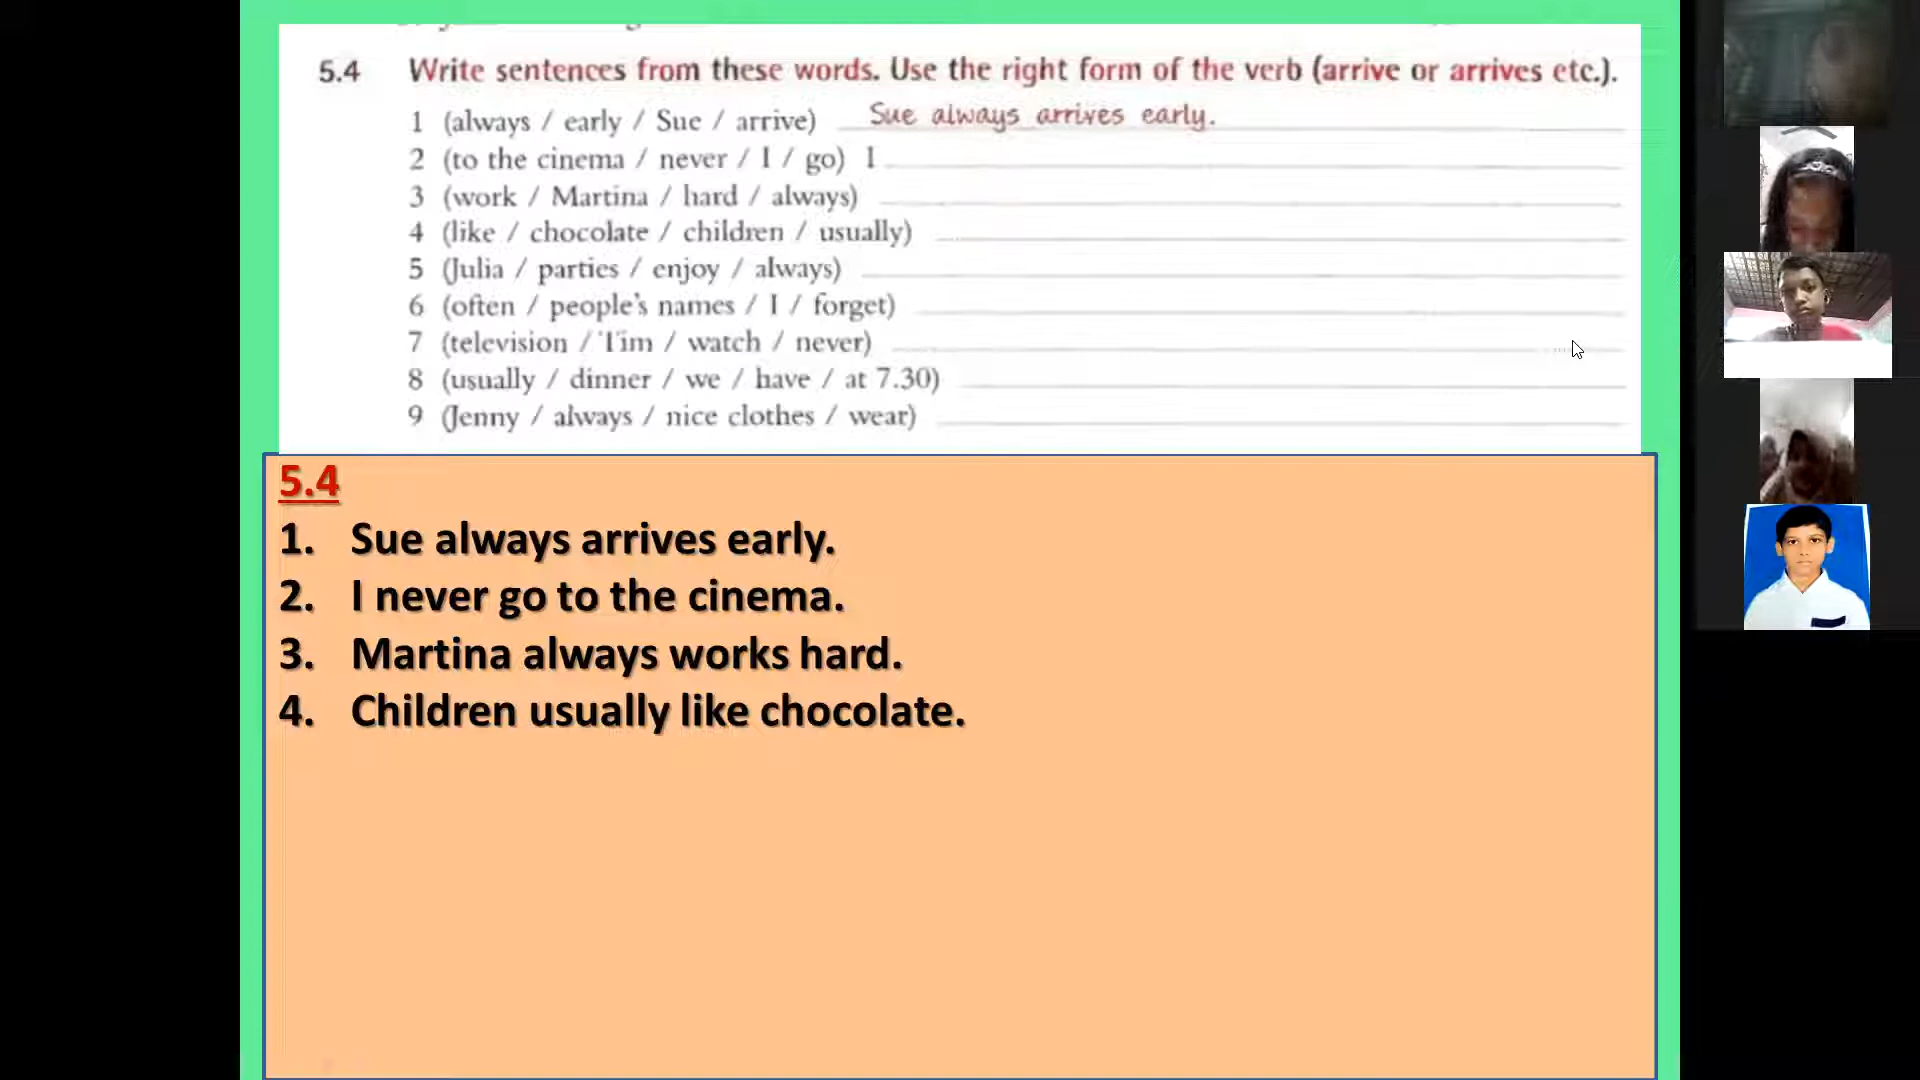 5.4 Write sentences from these words. Use the right form of the verb (arrive or arrives etc.).
1 (always / early / Sue / arrive) Sue always arrives early.
2 (to the cinema / never / I / go) I
3 (work / Martina / hard / always)
4 (like / chocolate / children / usually)
5 (Julia / parties / enjoy / always)
6 (often / people's names / I / forget)
7 (television / Tim / watch / never)
8 (usually / dinner / we / have / at 7.30)
9 (Jenny / always / nice clothes / wear)
5.4
1. Sue always arrives early.
2. I never go to the cinema.
3. Martina always works hard.
4. Children usually like chocolate.